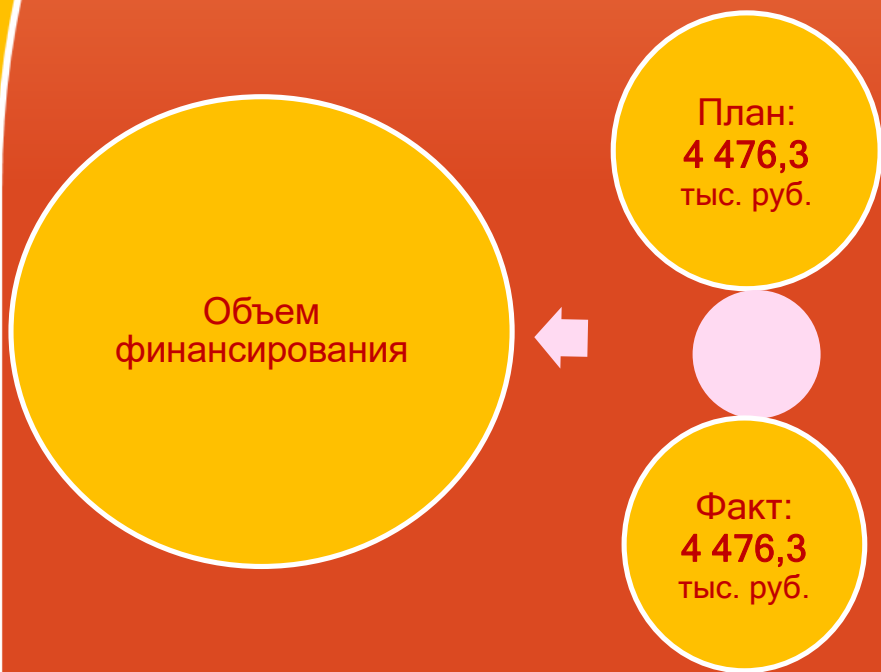 Объем
финансирования
План:
4 476,3
тыс. руб.
Факт:
4 476,3
тыс. руб.